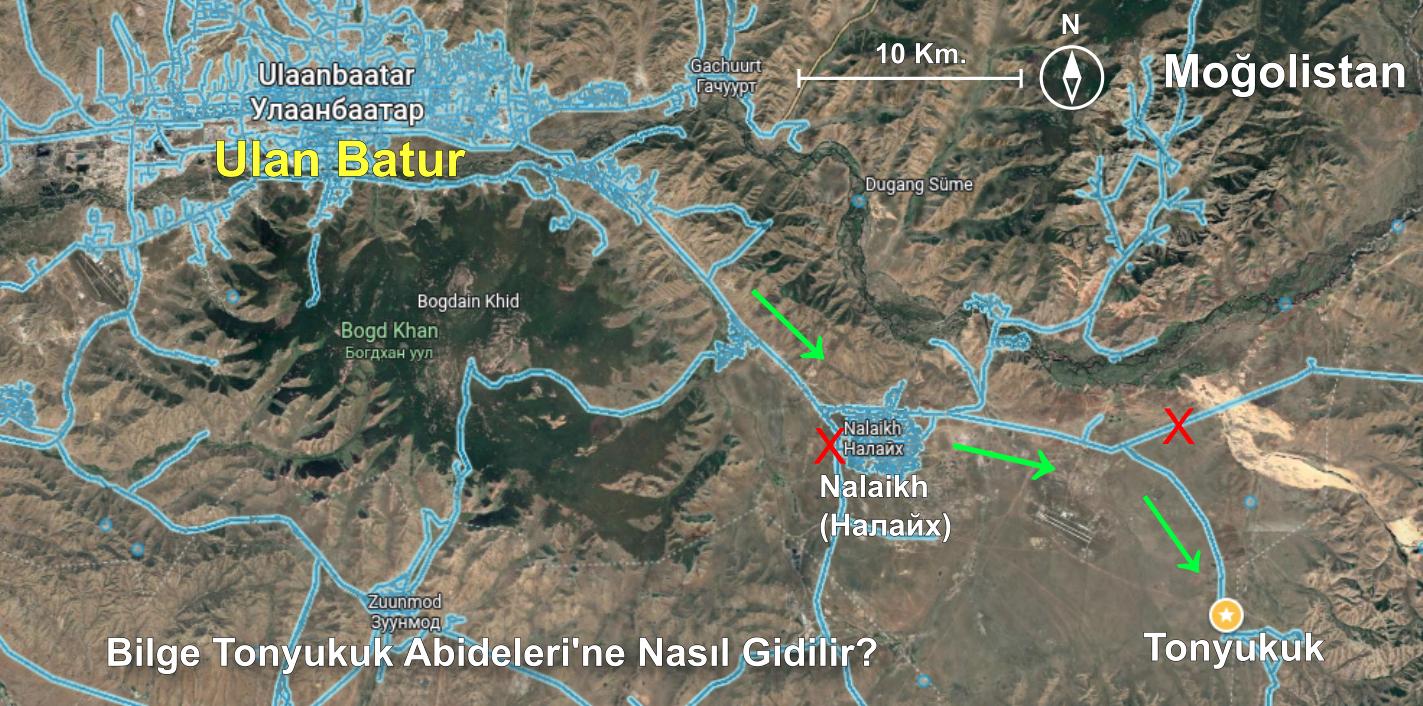 Ulaanbaatar
Улаанбаатар
Ulan Batur
Gachuurt
Гачуурт
10 Km.
N
Moğolistan
Dugang Süme
Bogdain Khid
Bogd Khan
Богдхан уул
X
Nalaikh
Налайх
X
Nalaikh
(Налайх)
Zuunmod
Зуунмод
Bilge Tonyukuk Abideleri'ne Nasıl Gidilir?
Tonyukuk